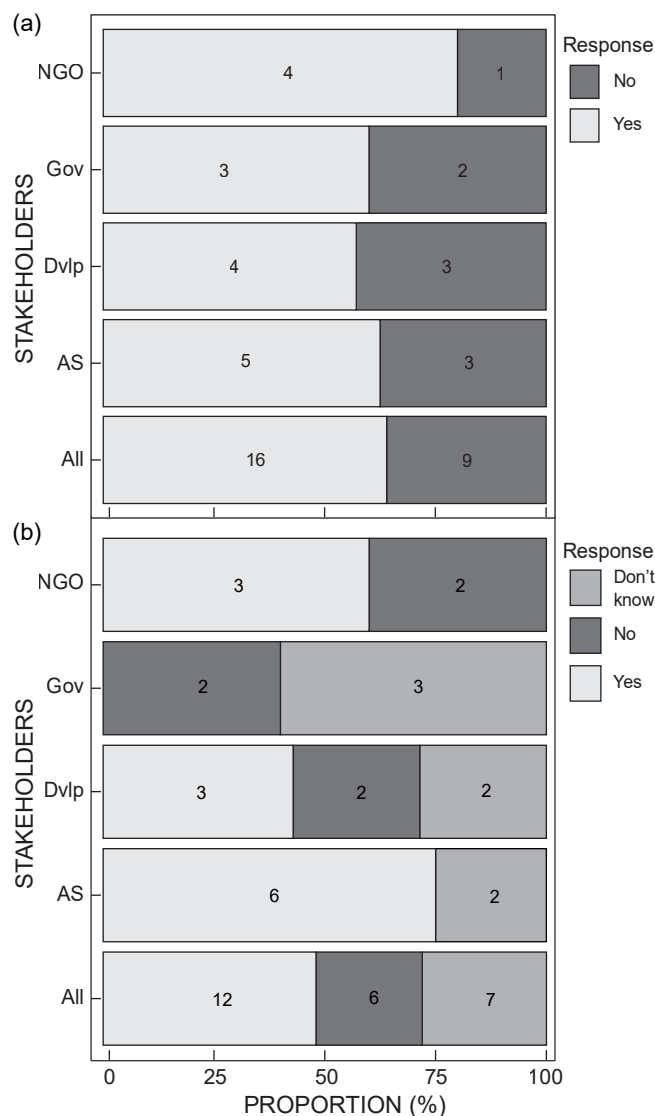 (a)
Response
No
Yes
STAKEHOLDERS
NGO
4
1
Gov
3
2
Dvlp
4
3
AS
5
3
All
16
9
(b)
Response
Don't
know
No
Yes
STAKEHOLDERS
NGO
3
2
Gov
2
3
Dvlp
3
2
2
AS
6
2
All
12
6
7
0 25 50 75 100
PROPORTION (%)